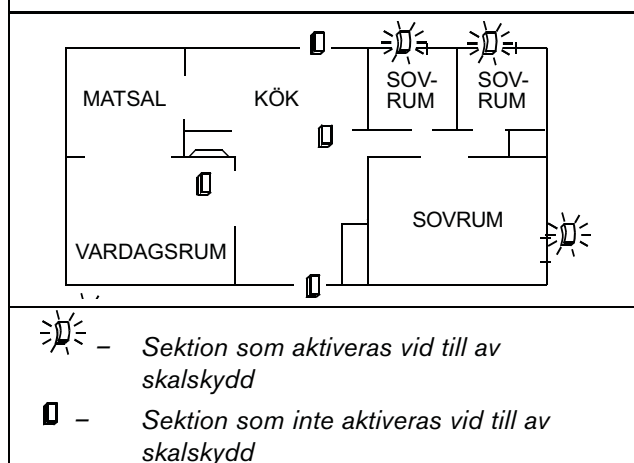 SOV-
RUM
SOV-
RUM
MATSAL
KÖK
SOVRUM
VARDAGSRUM
– Sektion som aktiveras vid till av
skalskydd
– Sektion som inte aktiveras vid till av
skalskydd